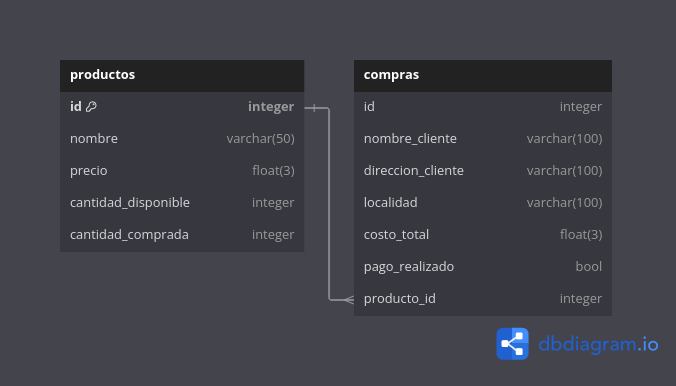 productos
id integer
nombre varchar(50)
precio float(3)
cantidad_disponible integer
cantidad_comprada integer
compras
id integer
nombre_cliente varchar(100)
direccion_cliente varchar(100)
localidad varchar(100)
costo_total float(3)
pago_realizado bool
producto_id integer
dbdiagram.io